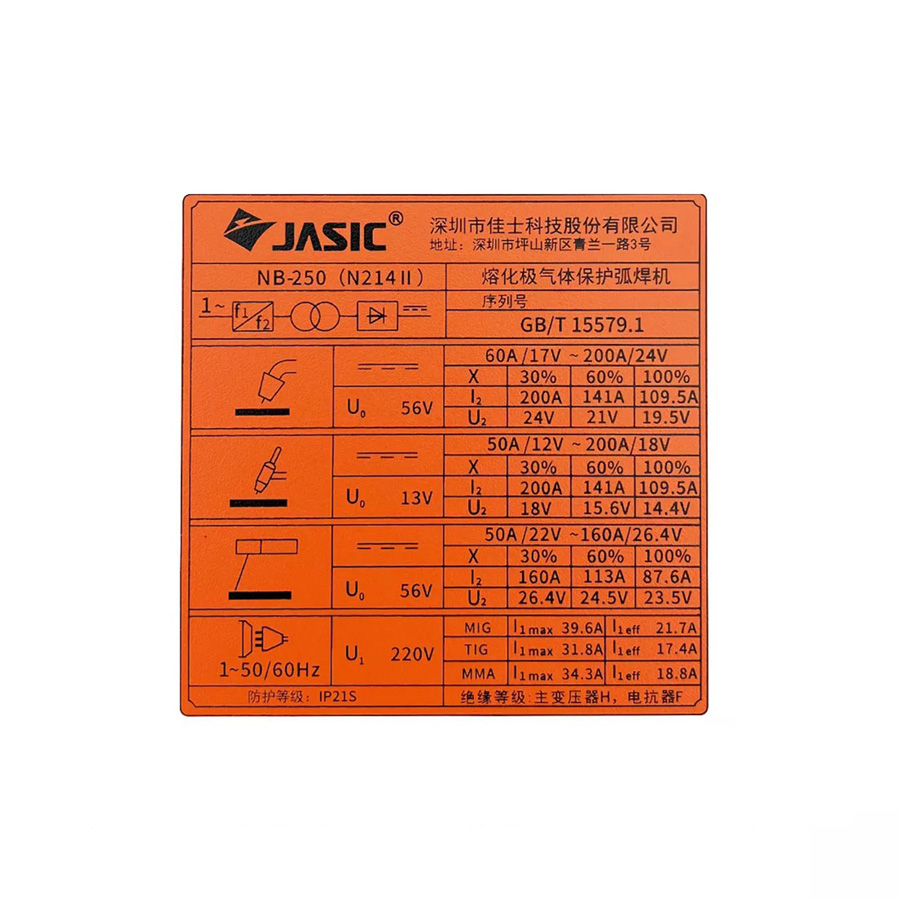 JASIC®
深圳市佳士科技股份有限公司
地址：深圳市坪山新区青兰一路3号
NB-250（N214Ⅱ）
熔化极气体保护弧焊机
序列号
1~ f₁ f₂
GB/T 15579.1
60A/17V ~200A/24V
X 30% 60% 100%
I₂ 200A 141A 109.5A
U₀ 56V
U₂ 24V 21V 19.5V
50A/12V ~200A/18V
X 30% 60% 100%
I₂ 200A 141A 109.5A
U₀ 13V
U₂ 18V 15.6V 14.4V
50A/22V ~160A/26.4V
X 30% 60% 100%
I₂ 160A 113A 87.6A
U₀ 56V
U₂ 26.4V 24.5V 23.5V
MIG I₁max 39.6A I₁eff 21.7A
U₁ 220V
TIG I₁max 31.8A I₁eff 17.4A
1~50/60Hz
MMA I₁max 34.3A I₁eff 18.8A
防护等级：IP21S
绝缘等级：主变压器H，电抗器F